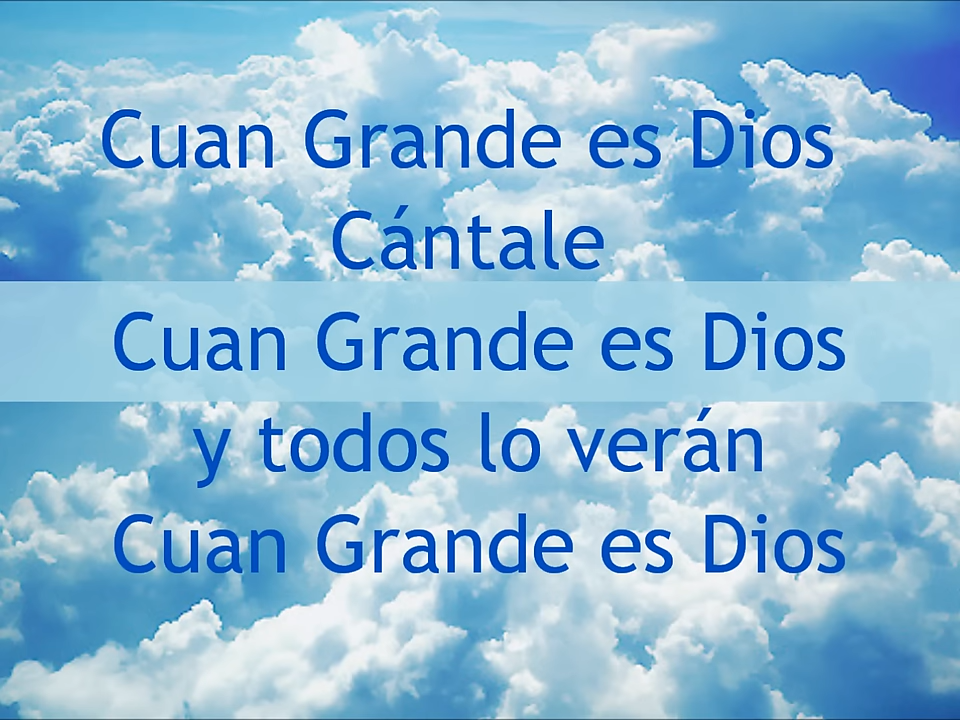 Cuan Grande es Dios
Cántale
Cuan Grande es Dios
y todos lo verán
Cuan Grande es Dios